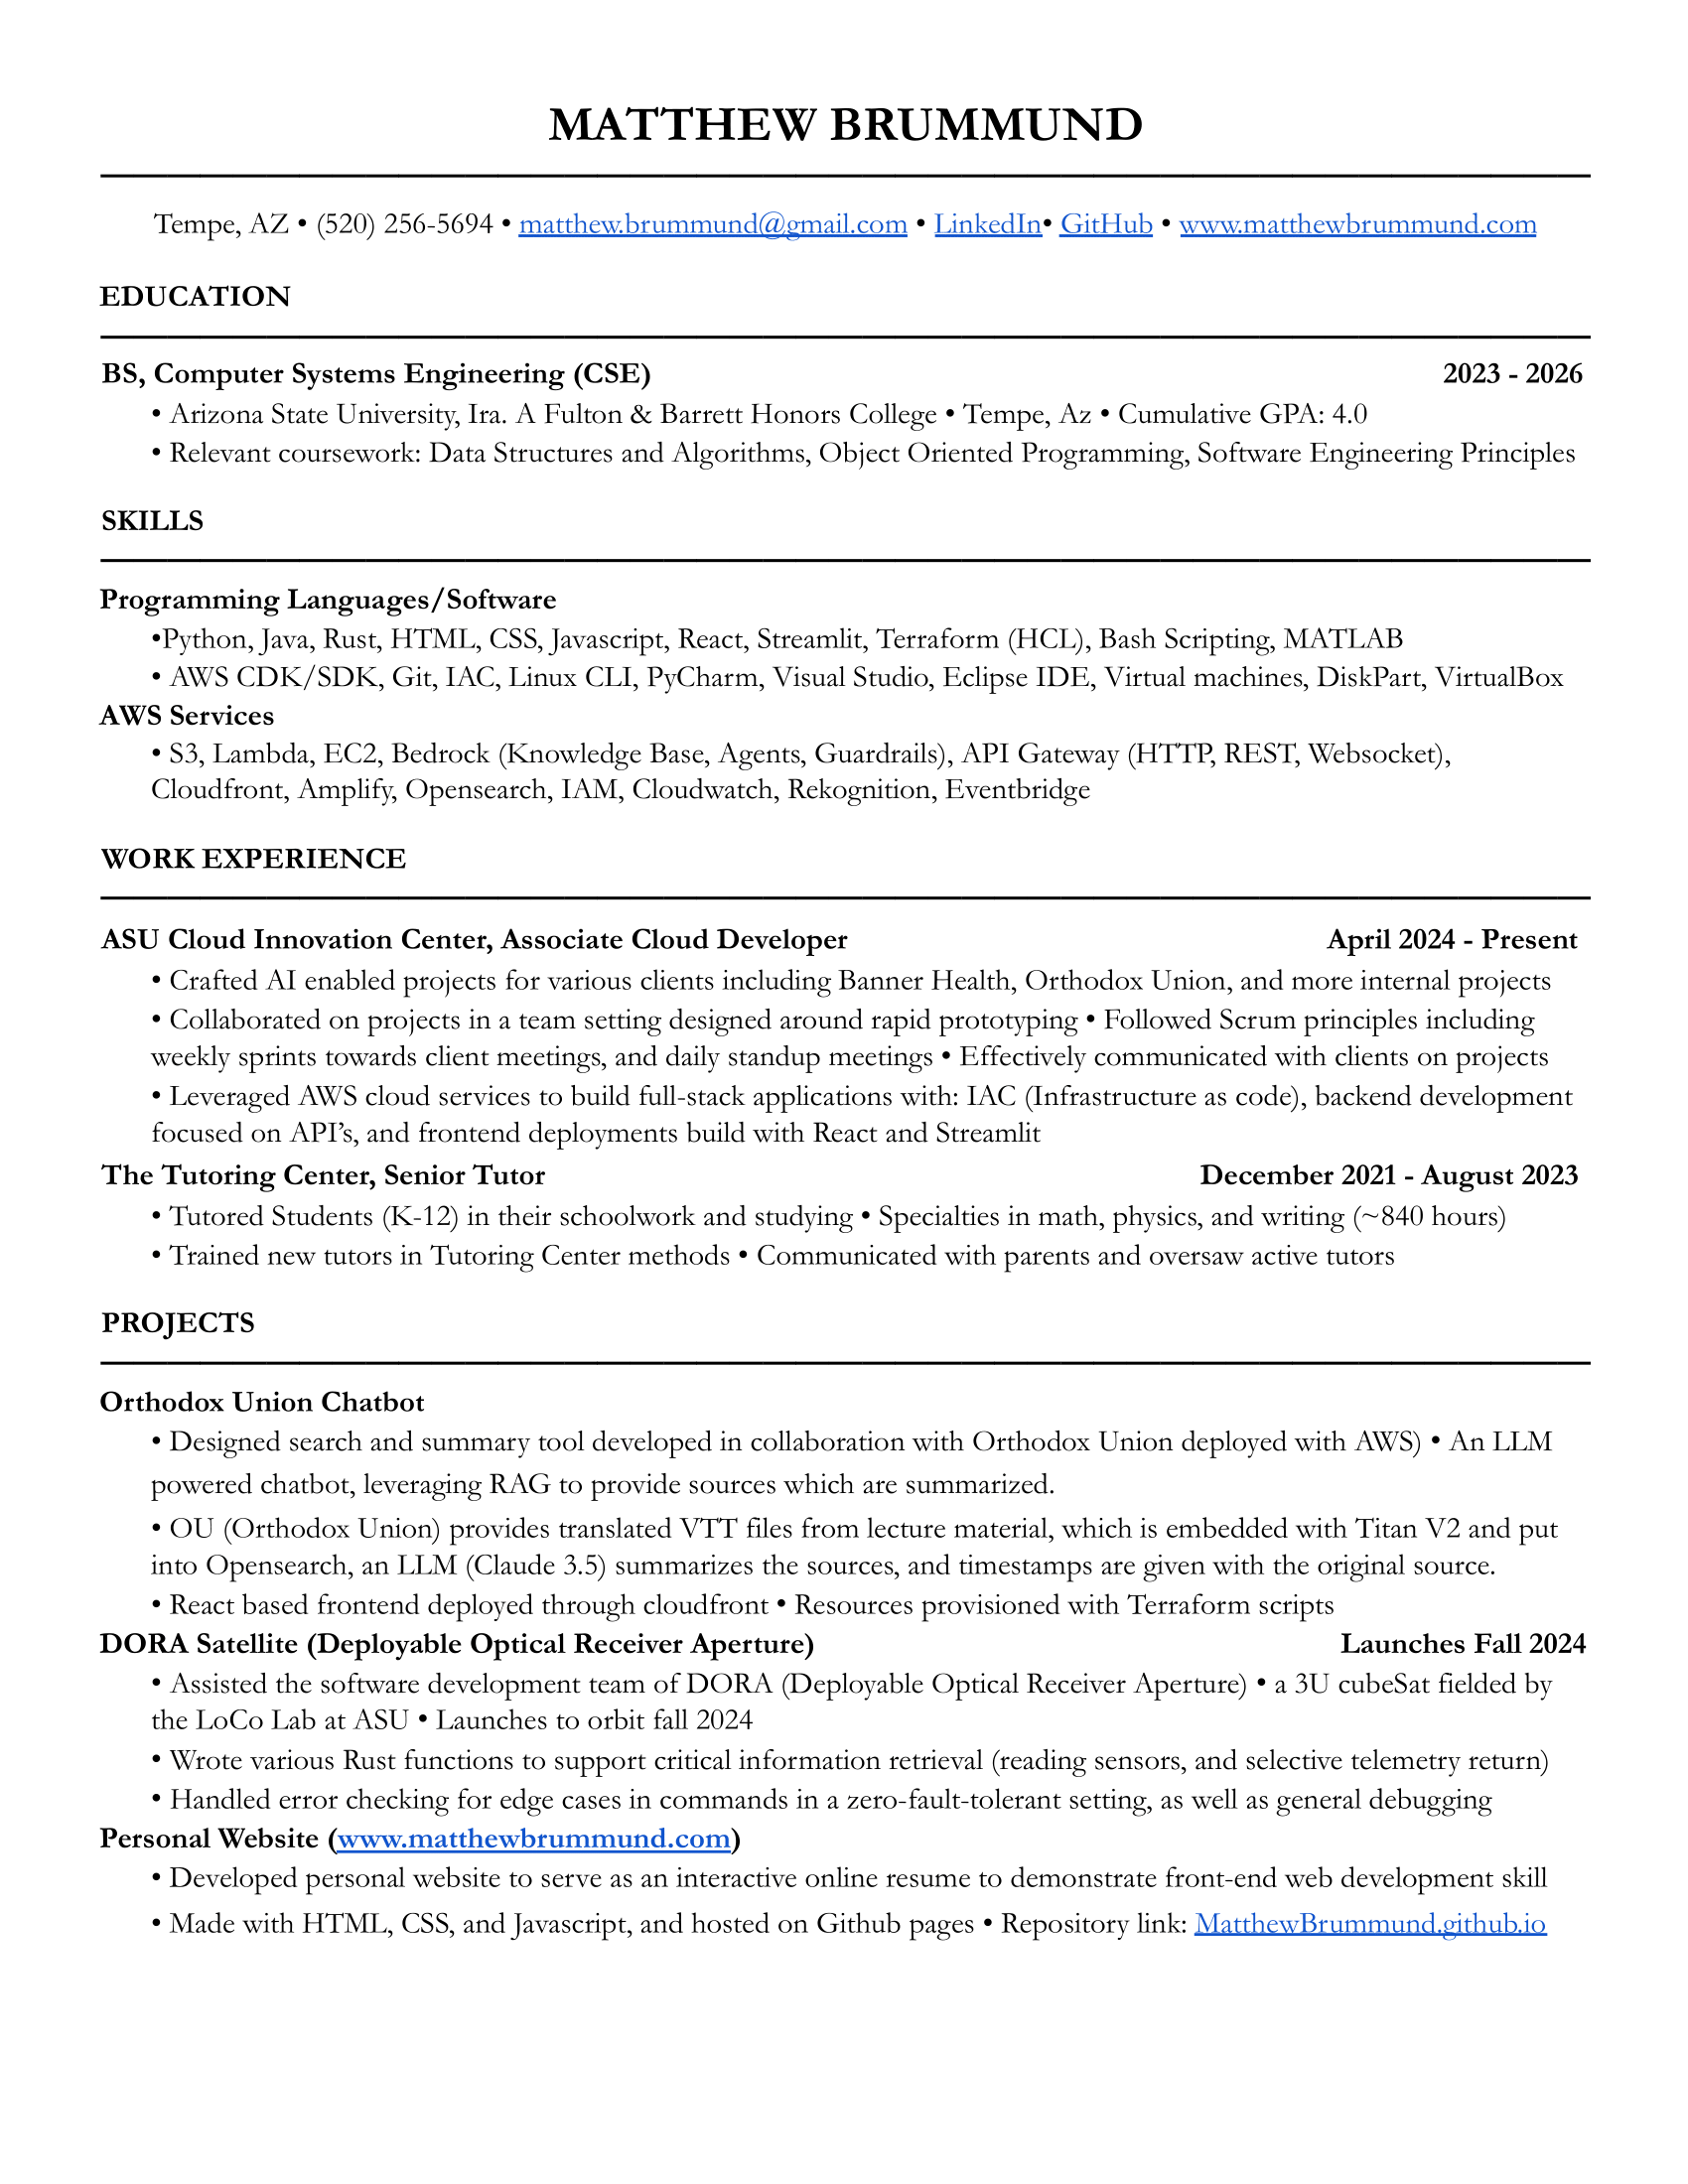 MATTHEW BRUMMUND
Tempe, AZ • (520) 256-5694 • matthew.brummund@gmail.com • LinkedIn• GitHub • www.matthewbrummund.com
EDUCATION
BS, Computer Systems Engineering (CSE) 2023 - 2026
• Arizona State University, Ira. A Fulton & Barrett Honors College • Tempe, Az • Cumulative GPA: 4.0
• Relevant coursework: Data Structures and Algorithms, Object Oriented Programming, Software Engineering Principles
SKILLS
Programming Languages/Software
•Python, Java, Rust, HTML, CSS, Javascript, React, Streamlit, Terraform (HCL), Bash Scripting, MATLAB
• AWS CDK/SDK, Git, IAC, Linux CLI, PyCharm, Visual Studio, Eclipse IDE, Virtual machines, DiskPart, VirtualBox
AWS Services
• S3, Lambda, EC2, Bedrock (Knowledge Base, Agents, Guardrails), API Gateway (HTTP, REST, Websocket),
Cloudfront, Amplify, Opensearch, IAM, Cloudwatch, Rekognition, Eventbridge
WORK EXPERIENCE
ASU Cloud Innovation Center, Associate Cloud Developer April 2024 - Present
• Crafted AI enabled projects for various clients including Banner Health, Orthodox Union, and more internal projects
• Collaborated on projects in a team setting designed around rapid prototyping • Followed Scrum principles including
weekly sprints towards client meetings, and daily standup meetings • Effectively communicated with clients on projects
• Leveraged AWS cloud services to build full-stack applications with: IAC (Infrastructure as code), backend development
focused on API’s, and frontend deployments build with React and Streamlit
The Tutoring Center, Senior Tutor December 2021 - August 2023
• Tutored Students (K-12) in their schoolwork and studying • Specialties in math, physics, and writing (~840 hours)
• Trained new tutors in Tutoring Center methods • Communicated with parents and oversaw active tutors
PROJECTS
Orthodox Union Chatbot
• Designed search and summary tool developed in collaboration with Orthodox Union deployed with AWS) • An LLM
powered chatbot, leveraging RAG to provide sources which are summarized.
• OU (Orthodox Union) provides translated VTT files from lecture material, which is embedded with Titan V2 and put
into Opensearch, an LLM (Claude 3.5) summarizes the sources, and timestamps are given with the original source.
• React based frontend deployed through cloudfront • Resources provisioned with Terraform scripts
DORA Satellite (Deployable Optical Receiver Aperture) Launches Fall 2024
• Assisted the software development team of DORA (Deployable Optical Receiver Aperture) • a 3U cubeSat fielded by
the LoCo Lab at ASU • Launches to orbit fall 2024
• Wrote various Rust functions to support critical information retrieval (reading sensors, and selective telemetry return)
• Handled error checking for edge cases in commands in a zero-fault-tolerant setting, as well as general debugging
Personal Website (www.matthewbrummund.com)
• Developed personal website to serve as an interactive online resume to demonstrate front-end web development skill
• Made with HTML, CSS, and Javascript, and hosted on Github pages • Repository link: MatthewBrummund.github.io